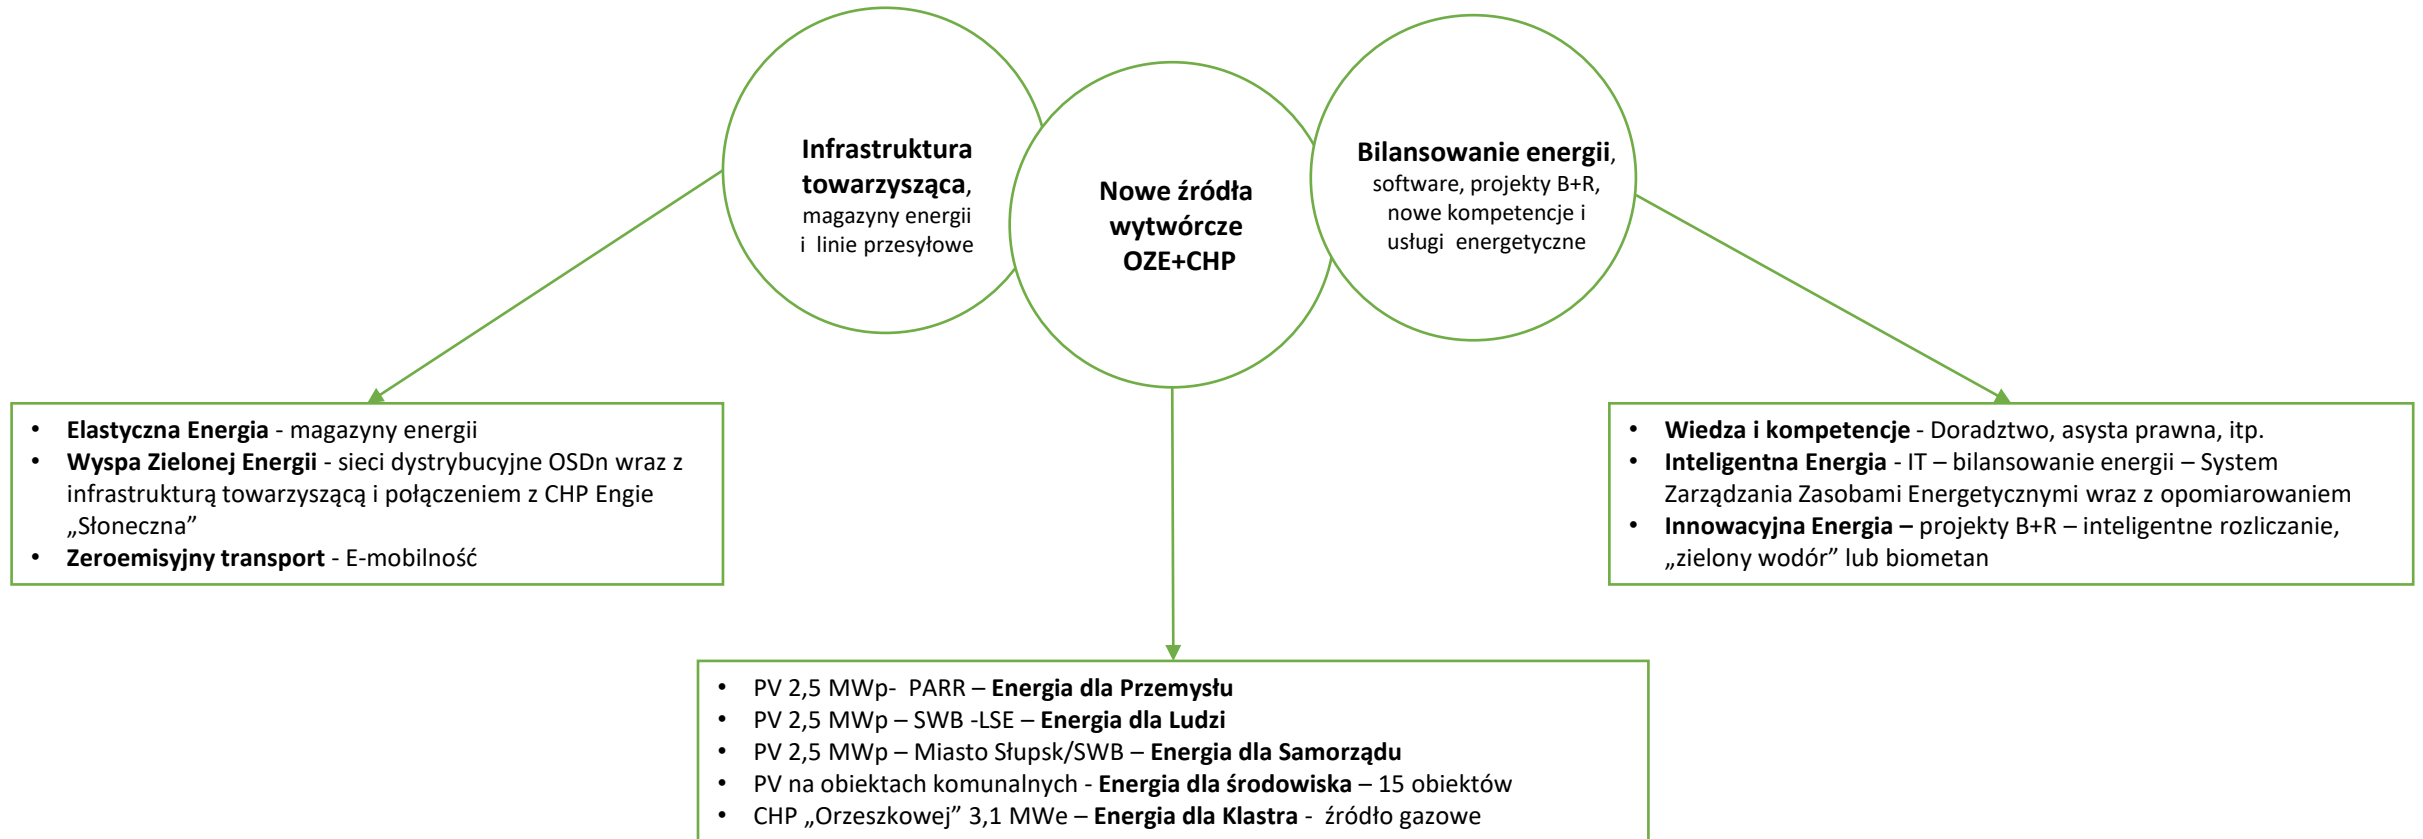 Infrastruktura
towarzysząca,
magazyny energii
i linie przesyłowe
Nowe źródła
wytwórcze
OZE+CHP
Bilansowanie energii,
software, projekty B+R,
nowe kompetencje i
usługi energetyczne
• Elastyczna Energia - magazyny energii
• Wyspa Zielonej Energii - sieci dystrybucyjne OSDn wraz z
infrastrukturą towarzyszącą i połączeniem z CHP Engie
„Słoneczna”
• Zeroemisyjny transport - E-mobilność
• Wiedza i kompetencje - Doradztwo, asysta prawna, itp.
• Inteligentna Energia - IT – bilansowanie energii – System
Zarządzania Zasobami Energetycznymi wraz z opomiarowaniem
• Innowacyjna Energia – projekty B+R – inteligentne rozliczanie,
„zielony wodór” lub biometan
• PV 2,5 MWp- PARR – Energia dla Przemysłu
• PV 2,5 MWp – SWB -LSE – Energia dla Ludzi
• PV 2,5 MWp – Miasto Słupsk/SWB – Energia dla Samorządu
• PV na obiektach komunalnych - Energia dla środowiska – 15 obiektów
• CHP „Orzeszkowej” 3,1 MWe – Energia dla Klastra - źródło gazowe